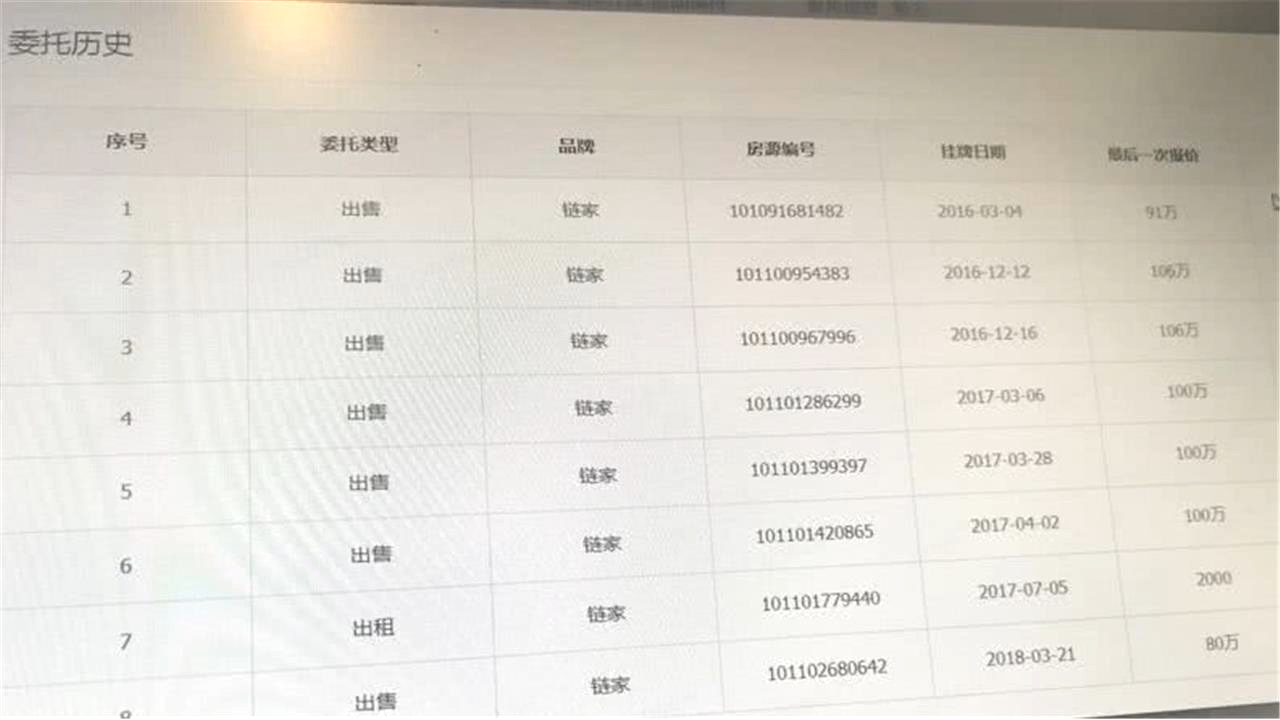 委托历史
序号 委托类型 品牌 房源编号 挂牌日期 最后一次报价
1 出售 链家 101091681482 2016-03-04 91万
2 出售 链家 101100954383 2016-12-12 106万
3 出售 链家 101100967996 2016-12-16 106万
4 出售 链家 101101286299 2017-03-06 100万
5 出售 链家 101101399397 2017-03-28 100万
6 出售 链家 101101420865 2017-04-02 100万
7 出租 链家 101101779440 2017-07-05 2000
8 出售 链家 101102680642 2018-03-21 80万